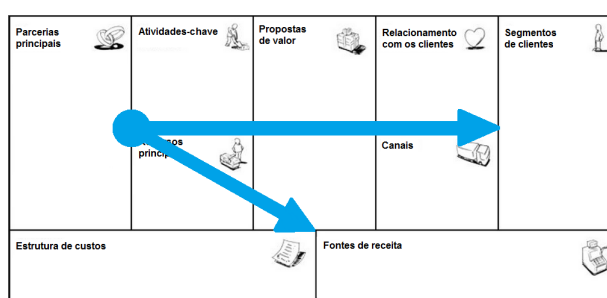 Parcerias
principais
Atividades-chave
Propostas
de valor
Relacionamento
com os clientes
Segmentos
de clientes
Canais
Estrutura de custos
Fontes de receita